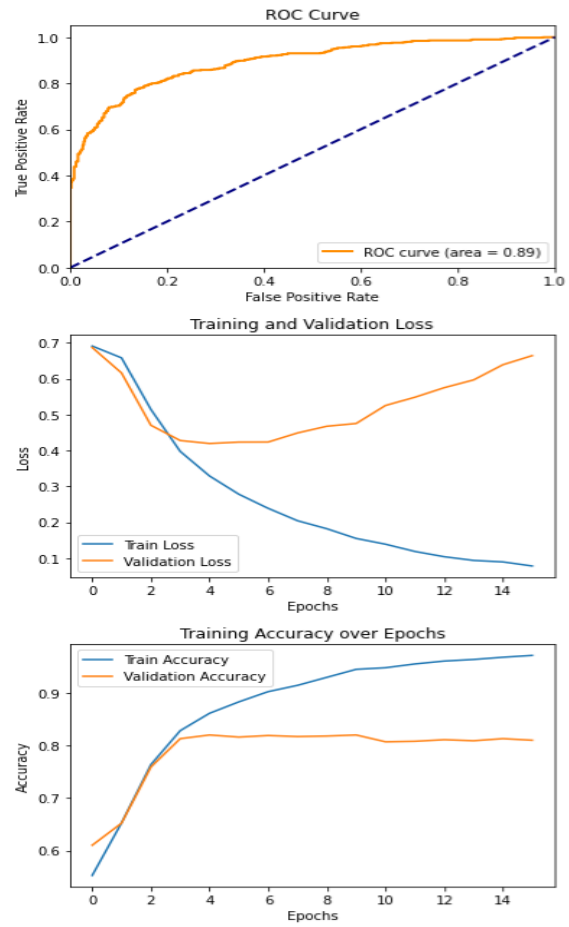 ROC Curve
1.0
0.8
0.6
0.4
0.2
0.0
True Positive Rate
ROC curve (area = 0.89)
0.0 0.2 0.4 0.6 0.8 1.0
False Positive Rate
Training and Validation Loss
0.7
0.6
0.5
0.4
0.3
0.2
0.1
Loss
Train Loss
Validation Loss
0 2 4 6 8 10 12 14
Epochs
Training Accuracy over Epochs
Train Accuracy
Validation Accuracy
0.9
0.8
0.7
0.6
Accuracy
0 2 4 6 8 10 12 14
Epochs